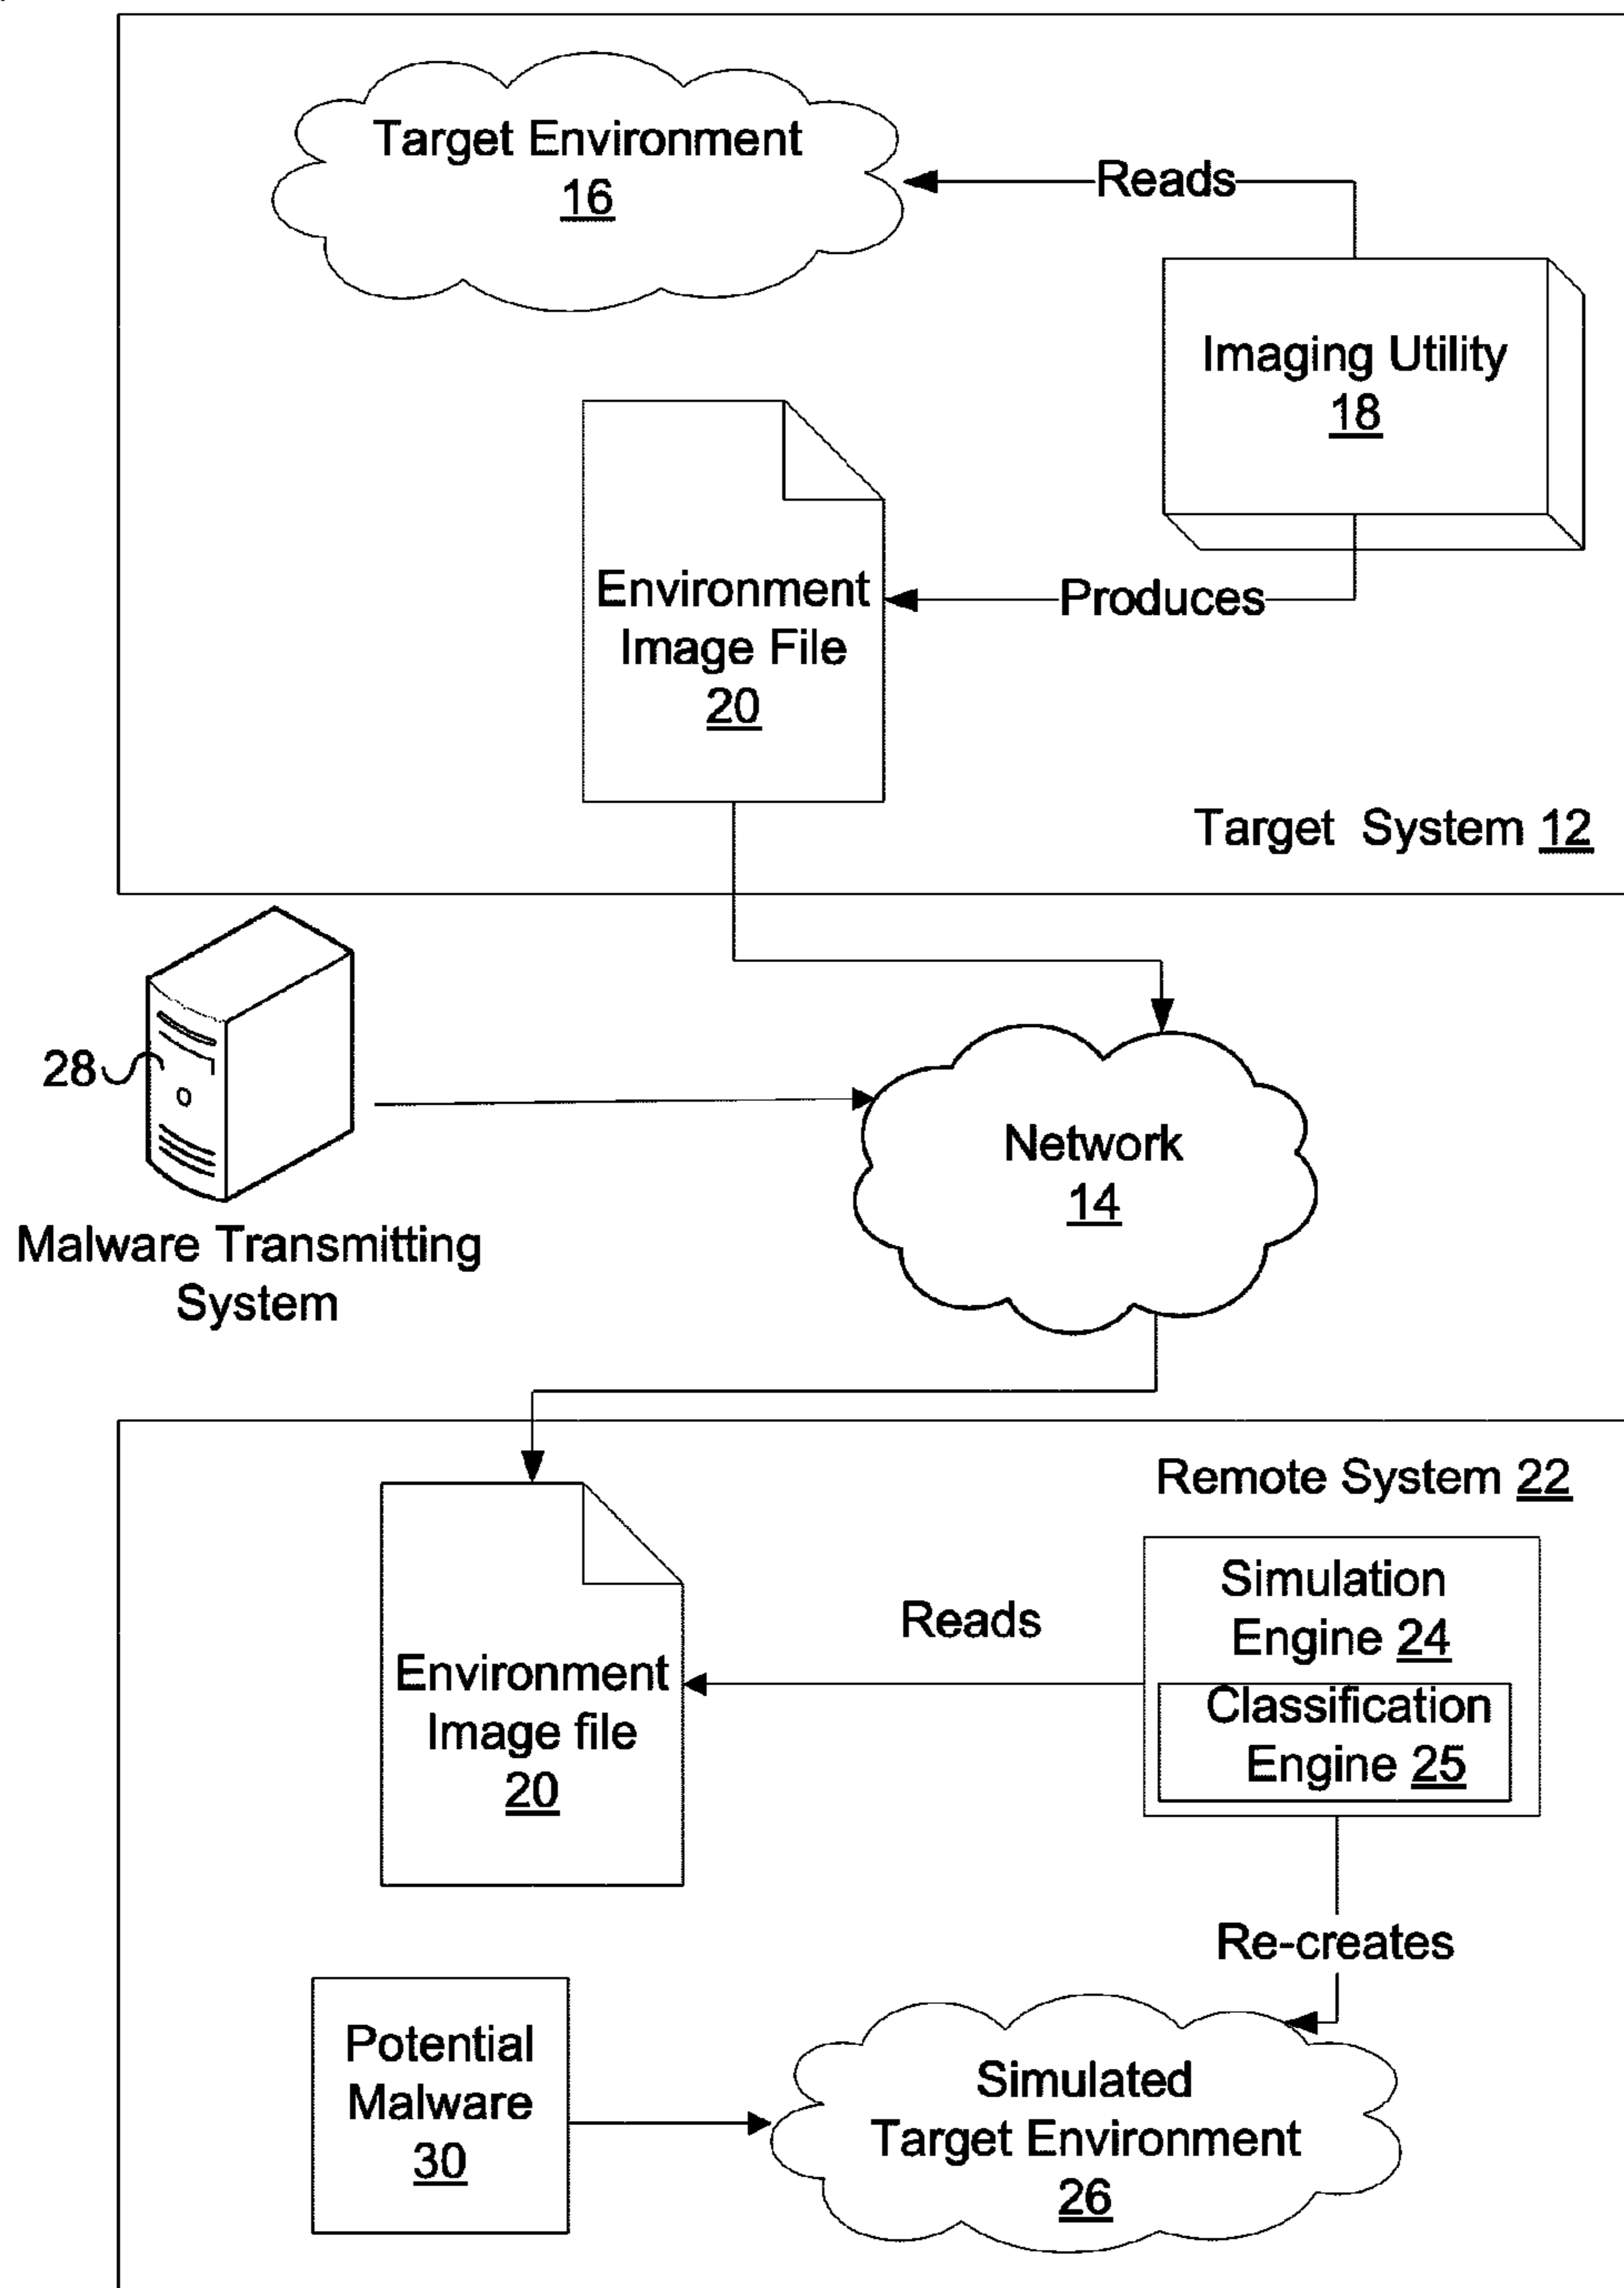 Target Environment
16
Reads
Imaging Utility
18
Environment
Image File
20
Produces
Target System 12
28
Malware Transmitting
System
Network
14
Remote System 22
Environment
Image file
20
Reads
Simulation
Engine 24
Classification
Engine 25
Re-creates
Potential
Malware
30
Simulated
Target Environment
26